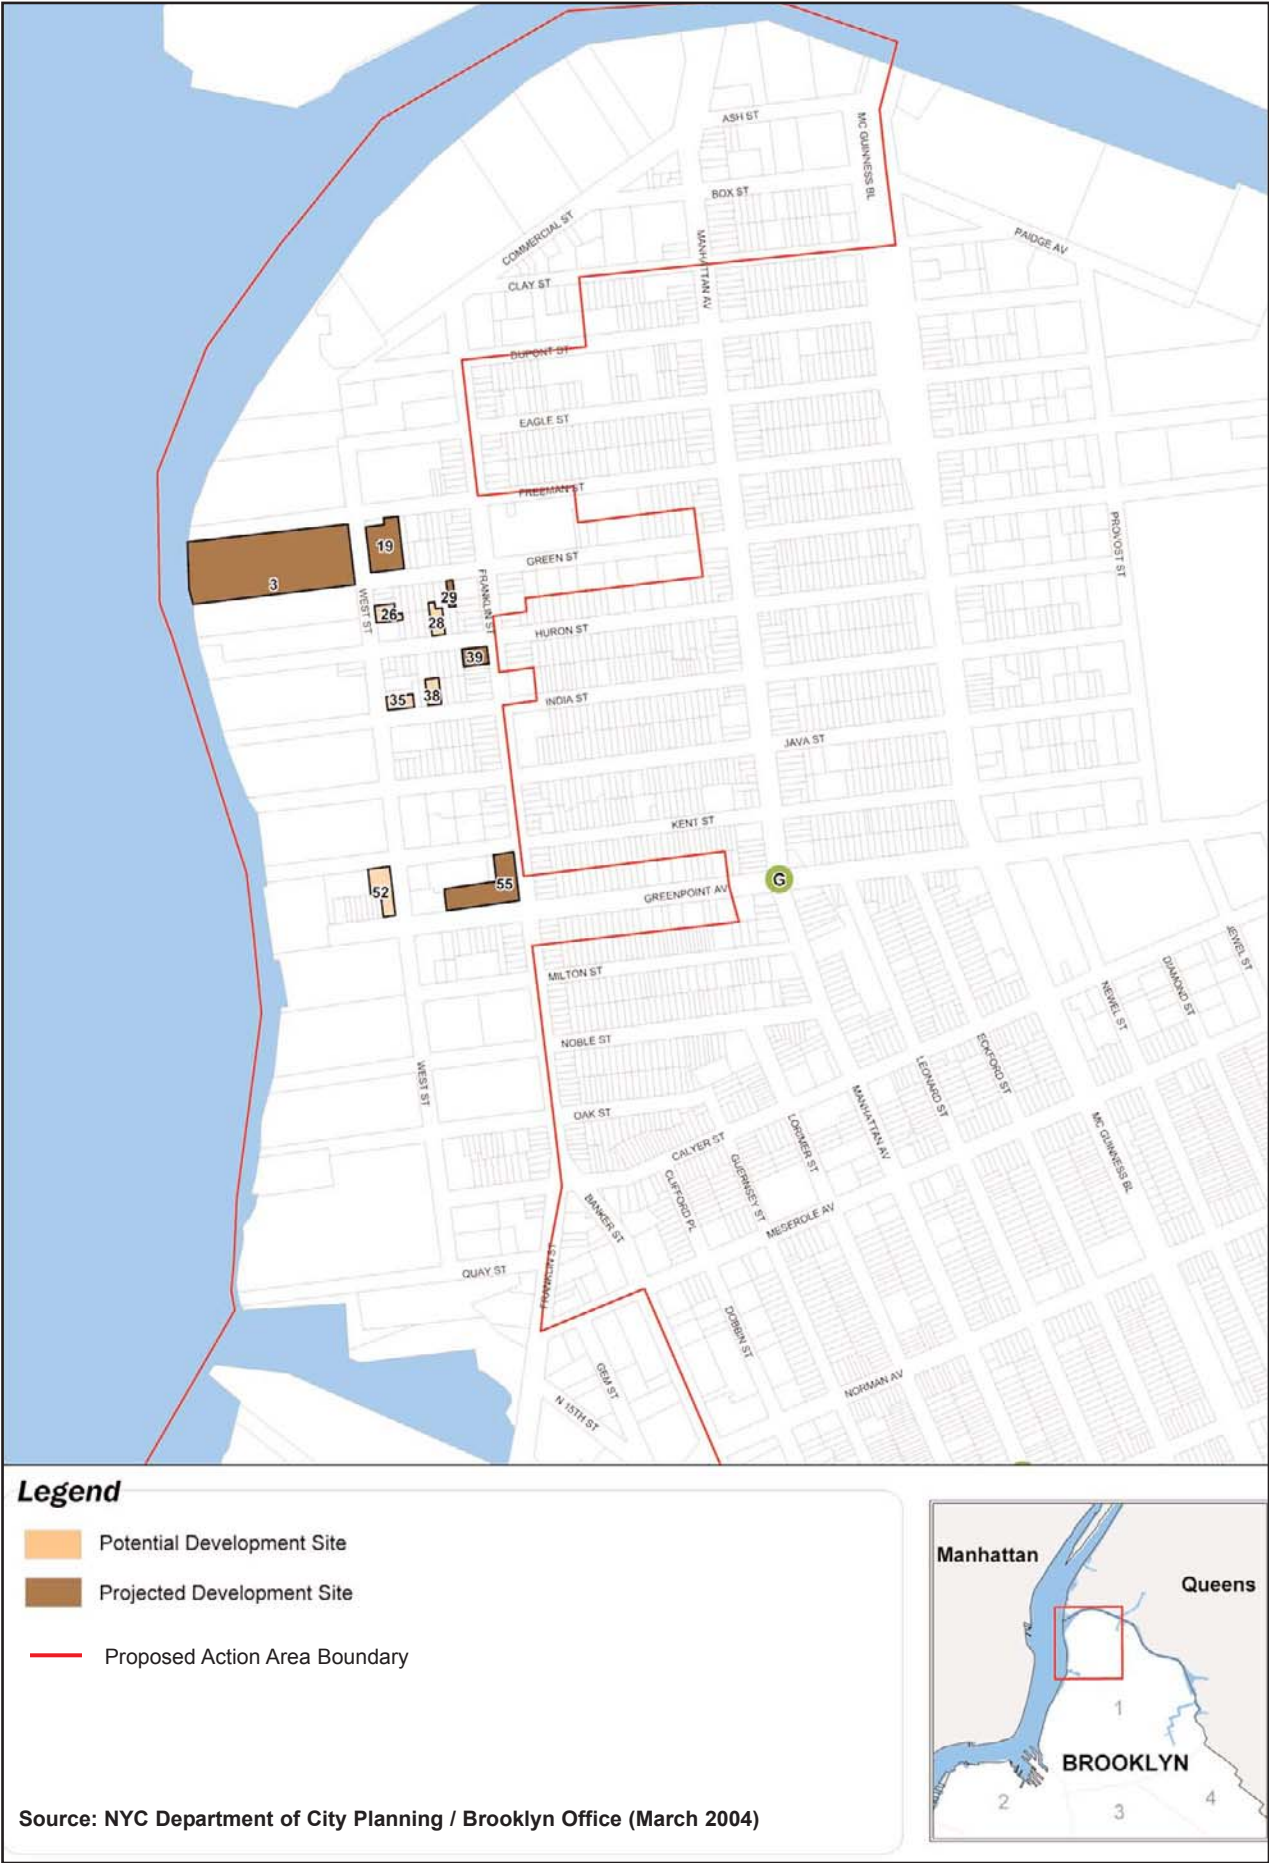 ASH ST
MC GUINNESS BL
BOX ST
COMMERCIAL ST
MANHATTAN AV
PAIDGE AV
CLAY ST
DUPONT ST
EAGLE ST
FREEMAN ST
PROVOST ST
19
GREEN ST
3
WEST ST
FRANKLIN ST
29
26
28
HURON ST
39
35
38
INDIA ST
JAVA ST
KENT ST
G
52
55
GREENPOINT AV
MILTON ST
JEWEL ST
DIAMOND ST
NEWEL ST
NOBLE ST
ECKFORD ST
LEONARD ST
WEST ST
MANHATTAN AV
OAK ST
LORIMER ST
CALYER ST
MC GUINNESS BL
GUERNSEY ST
CLIFFORD PL
BANKER ST
MESEROLE AV
FRANKLIN ST
QUAY ST
DOBBIN ST
GEM ST
NORMAN AV
N 15TH ST
Legend
Potential Development Site
Projected Development Site
Proposed Action Area Boundary
Source: NYC Department of City Planning / Brooklyn Office (March 2004)
Manhattan
Queens
1
BROOKLYN
2
3
4